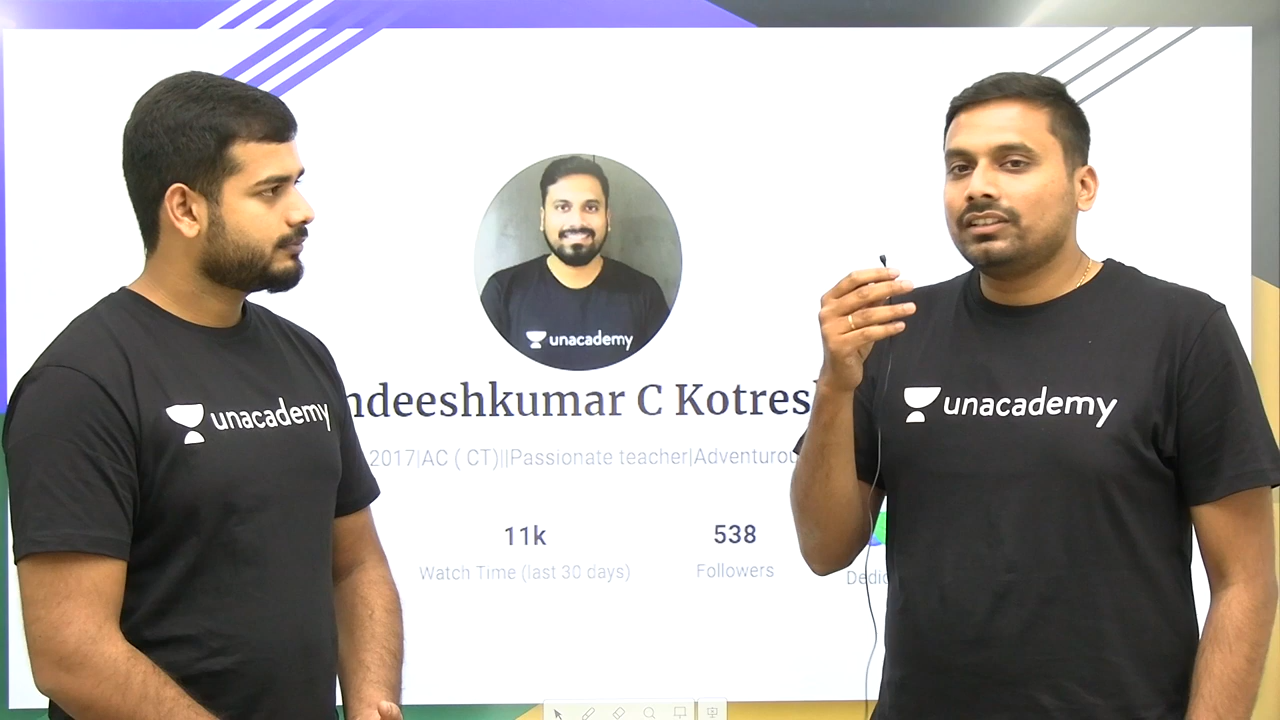 unacademy
ndeeshkumar C Kotres
2017|AC ( CT)||Passionate teacher|Adventurou
unacademy
unacademy
11k
538
Watch Time (last 30 days)
Followers
Dedic